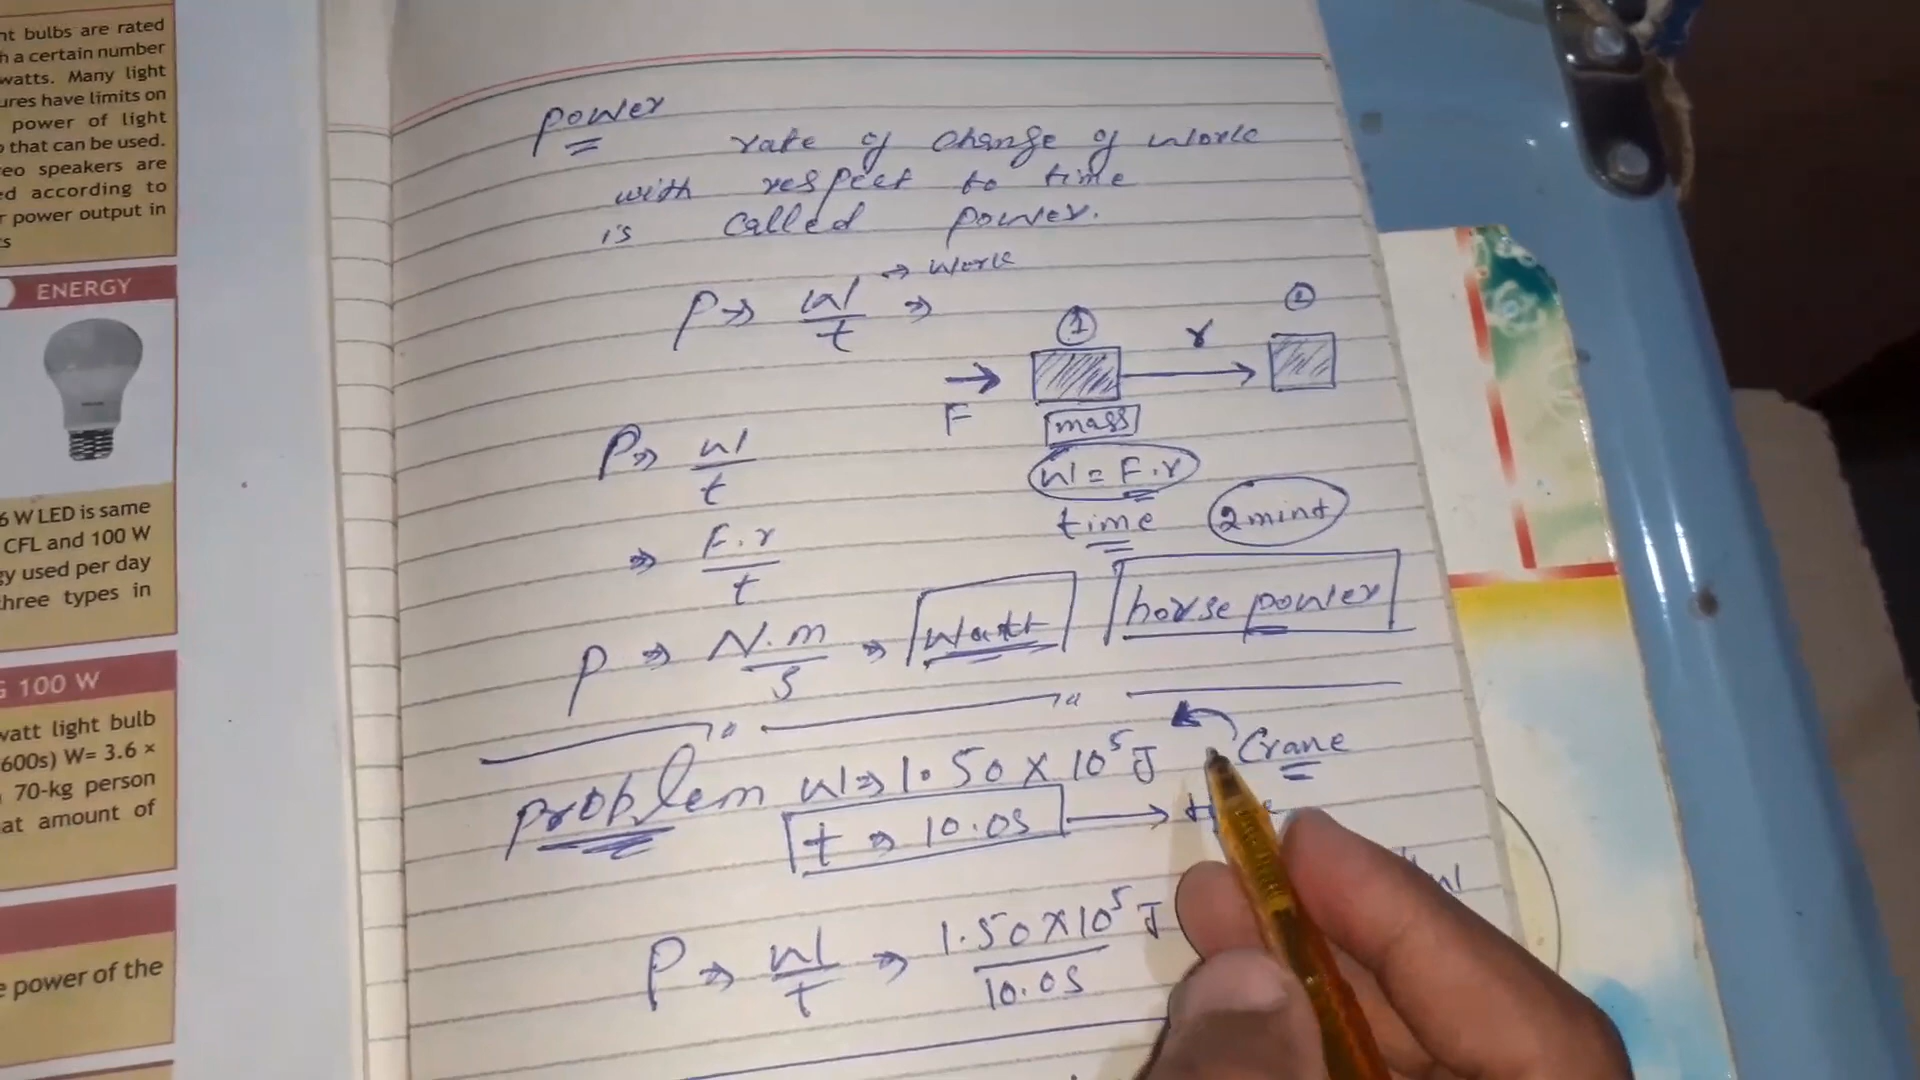 nt bulbs are rated
h a certain number
watts. Many light
ures have limits on
power of light
that can be used.
eo speakers are
ed according to
r power output in
s
ENERGY
6 W LED is same
CFL and 100 W
gy used per day
three types in
G 100 W
watt light bulb
600s) W= 3.6 ×
70-kg person
at amount of
e power of the
power
rate of change of work
with respect to time
is called power.
P ⇒ W/t ⇒ → work
① r ②
F mass
P ⇒ W/t
W = F.r
time 2mint
⇒ F.r/t
P ⇒ N.m/s ⇒ Watt horse power
problem W ⇒ 1.50 × 10⁵ J Crane
t ⇒ 10.0s →
P ⇒ W/t ⇒ 1.50×10⁵ J/10.0s